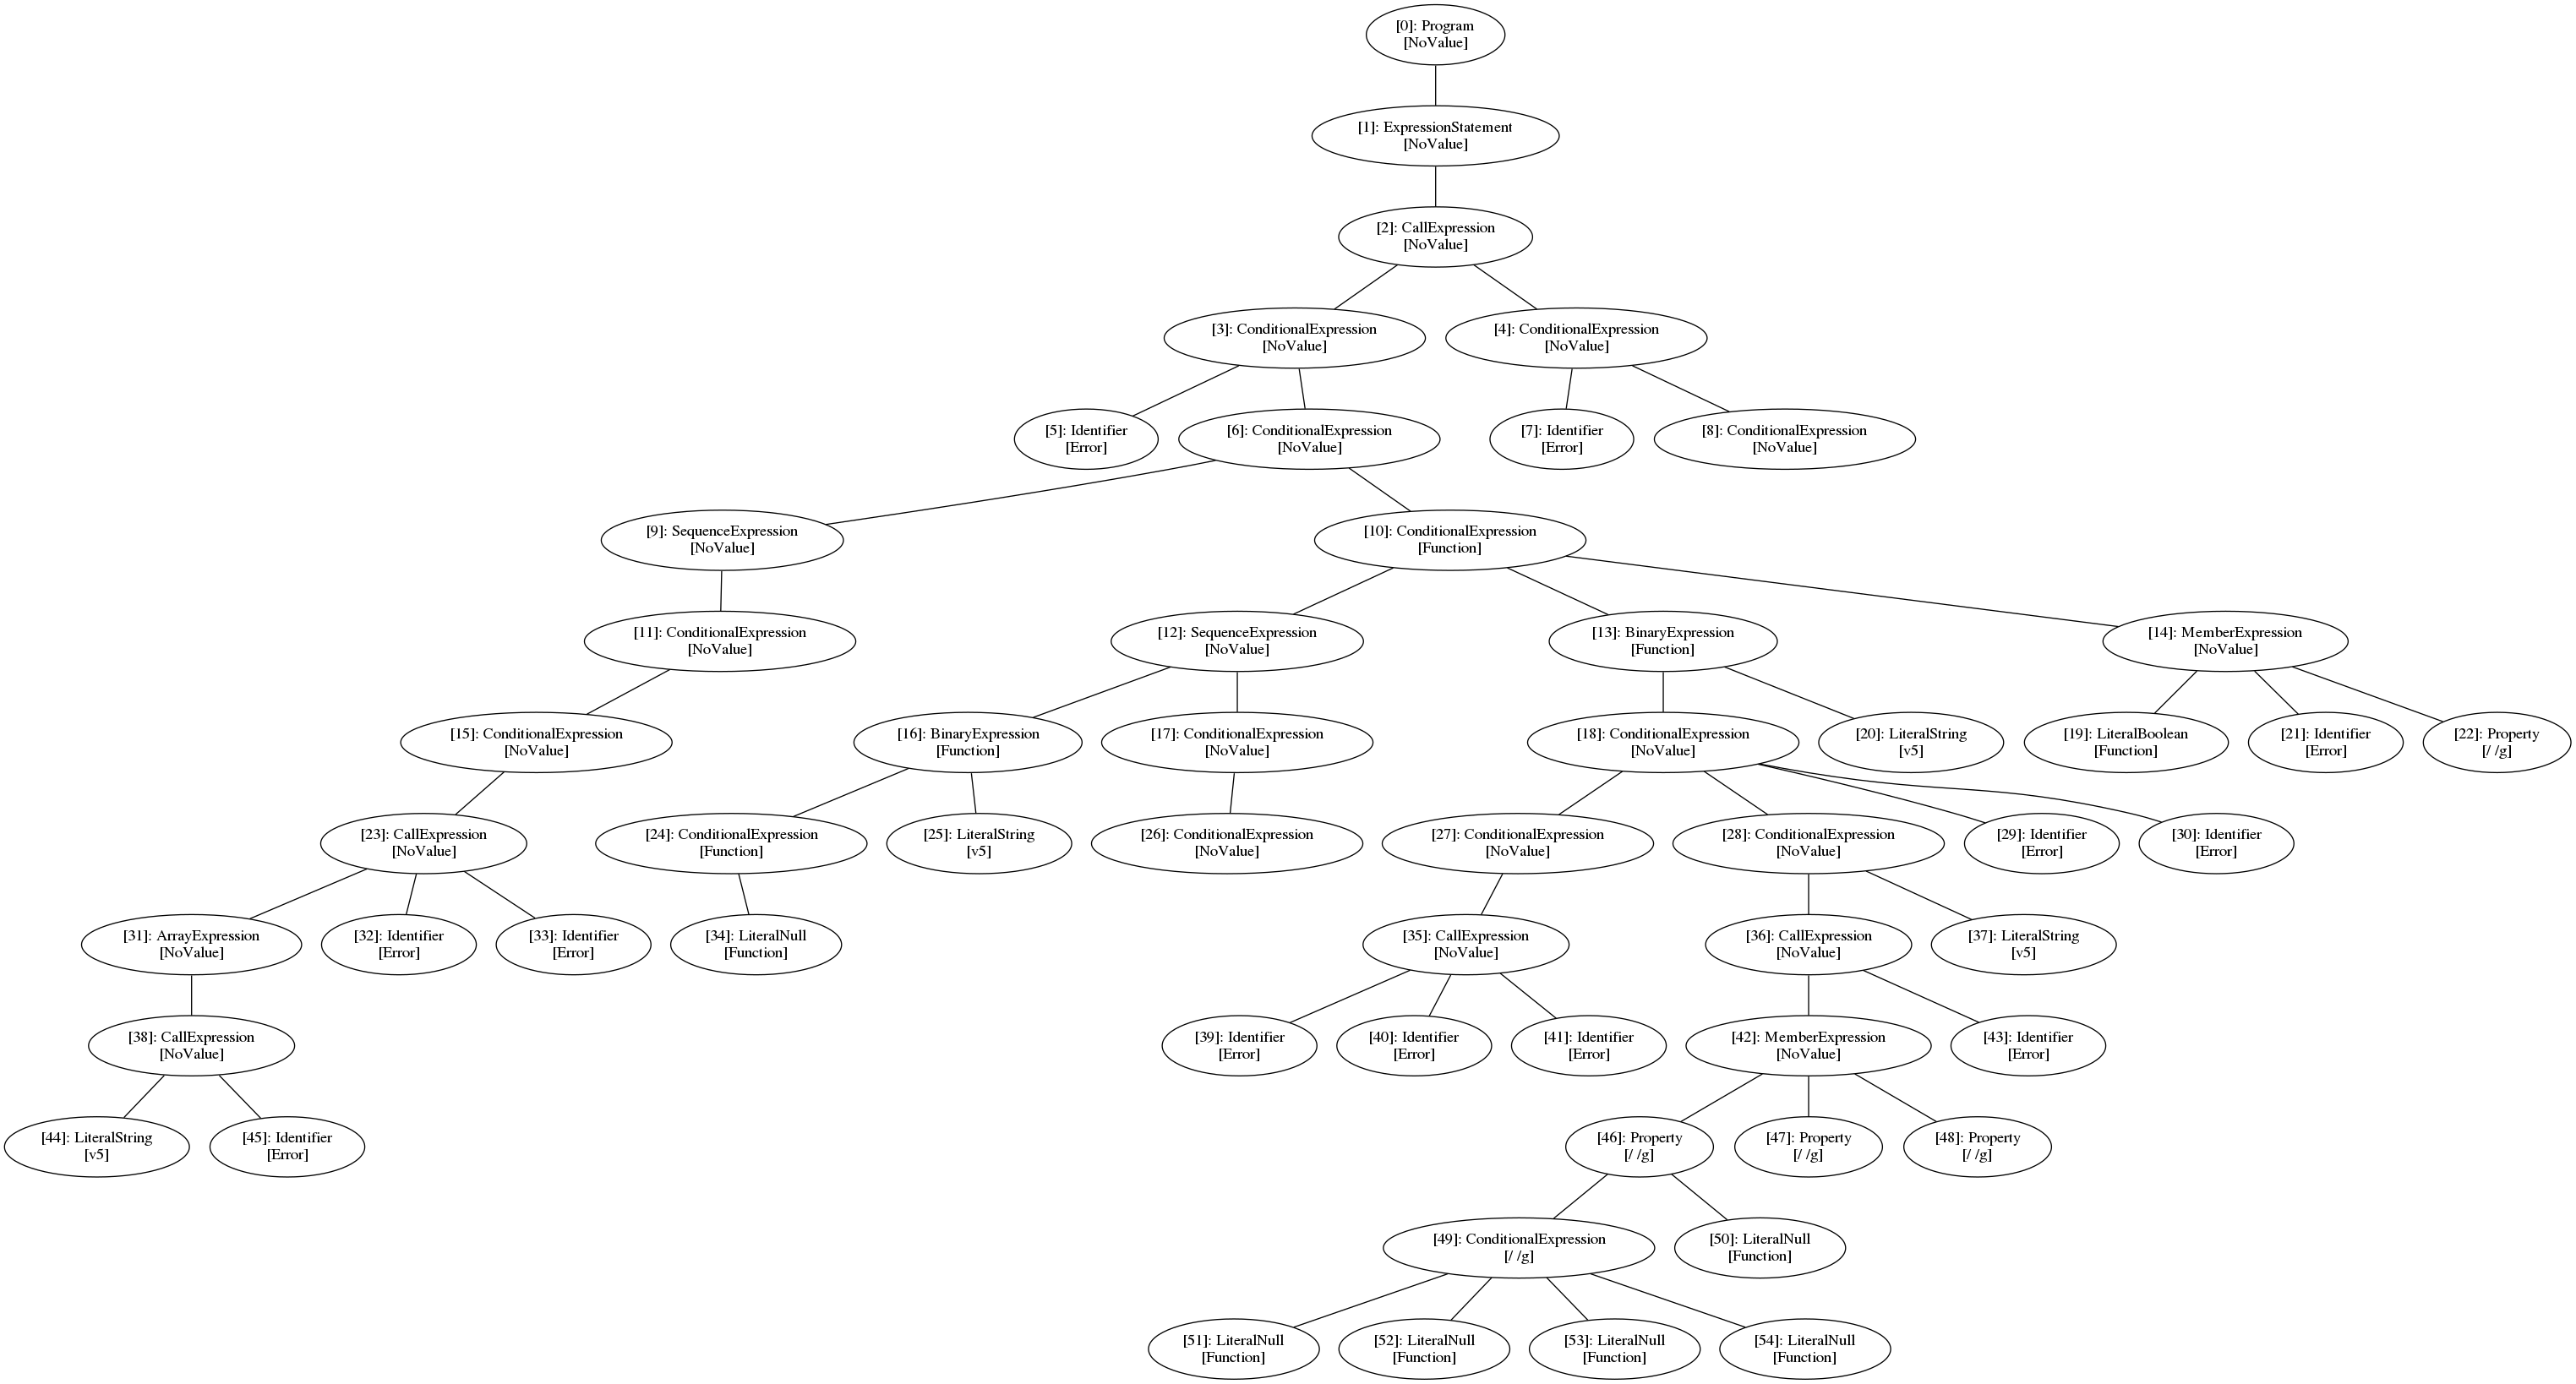 [0]: Program
[NoValue]
[1]: ExpressionStatement
[NoValue]
[2]: CallExpression
[NoValue]
[3]: ConditionalExpression
[NoValue]
[4]: ConditionalExpression
[NoValue]
[5]: Identifier
[Error]
[6]: ConditionalExpression
[NoValue]
[7]: Identifier
[Error]
[8]: ConditionalExpression
[NoValue]
[9]: SequenceExpression
[NoValue]
[10]: ConditionalExpression
[Function]
[11]: ConditionalExpression
[NoValue]
[12]: SequenceExpression
[NoValue]
[13]: BinaryExpression
[Function]
[14]: MemberExpression
[NoValue]
[15]: ConditionalExpression
[NoValue]
[16]: BinaryExpression
[Function]
[17]: ConditionalExpression
[NoValue]
[18]: ConditionalExpression
[NoValue]
[20]: LiteralString
[v5]
[19]: LiteralBoolean
[Function]
[21]: Identifier
[Error]
[22]: Property
[/ /g]
[23]: CallExpression
[NoValue]
[24]: ConditionalExpression
[Function]
[25]: LiteralString
[v5]
[26]: ConditionalExpression
[NoValue]
[27]: ConditionalExpression
[NoValue]
[28]: ConditionalExpression
[NoValue]
[29]: Identifier
[Error]
[30]: Identifier
[Error]
[31]: ArrayExpression
[NoValue]
[32]: Identifier
[Error]
[33]: Identifier
[Error]
[34]: LiteralNull
[Function]
[35]: CallExpression
[NoValue]
[36]: CallExpression
[NoValue]
[37]: LiteralString
[v5]
[38]: CallExpression
[NoValue]
[39]: Identifier
[Error]
[40]: Identifier
[Error]
[41]: Identifier
[Error]
[42]: MemberExpression
[NoValue]
[43]: Identifier
[Error]
[44]: LiteralString
[v5]
[45]: Identifier
[Error]
[46]: Property
[/ /g]
[47]: Property
[/ /g]
[48]: Property
[/ /g]
[49]: ConditionalExpression
[/ /g]
[50]: LiteralNull
[Function]
[51]: LiteralNull
[Function]
[52]: LiteralNull
[Function]
[53]: LiteralNull
[Function]
[54]: LiteralNull
[Function]